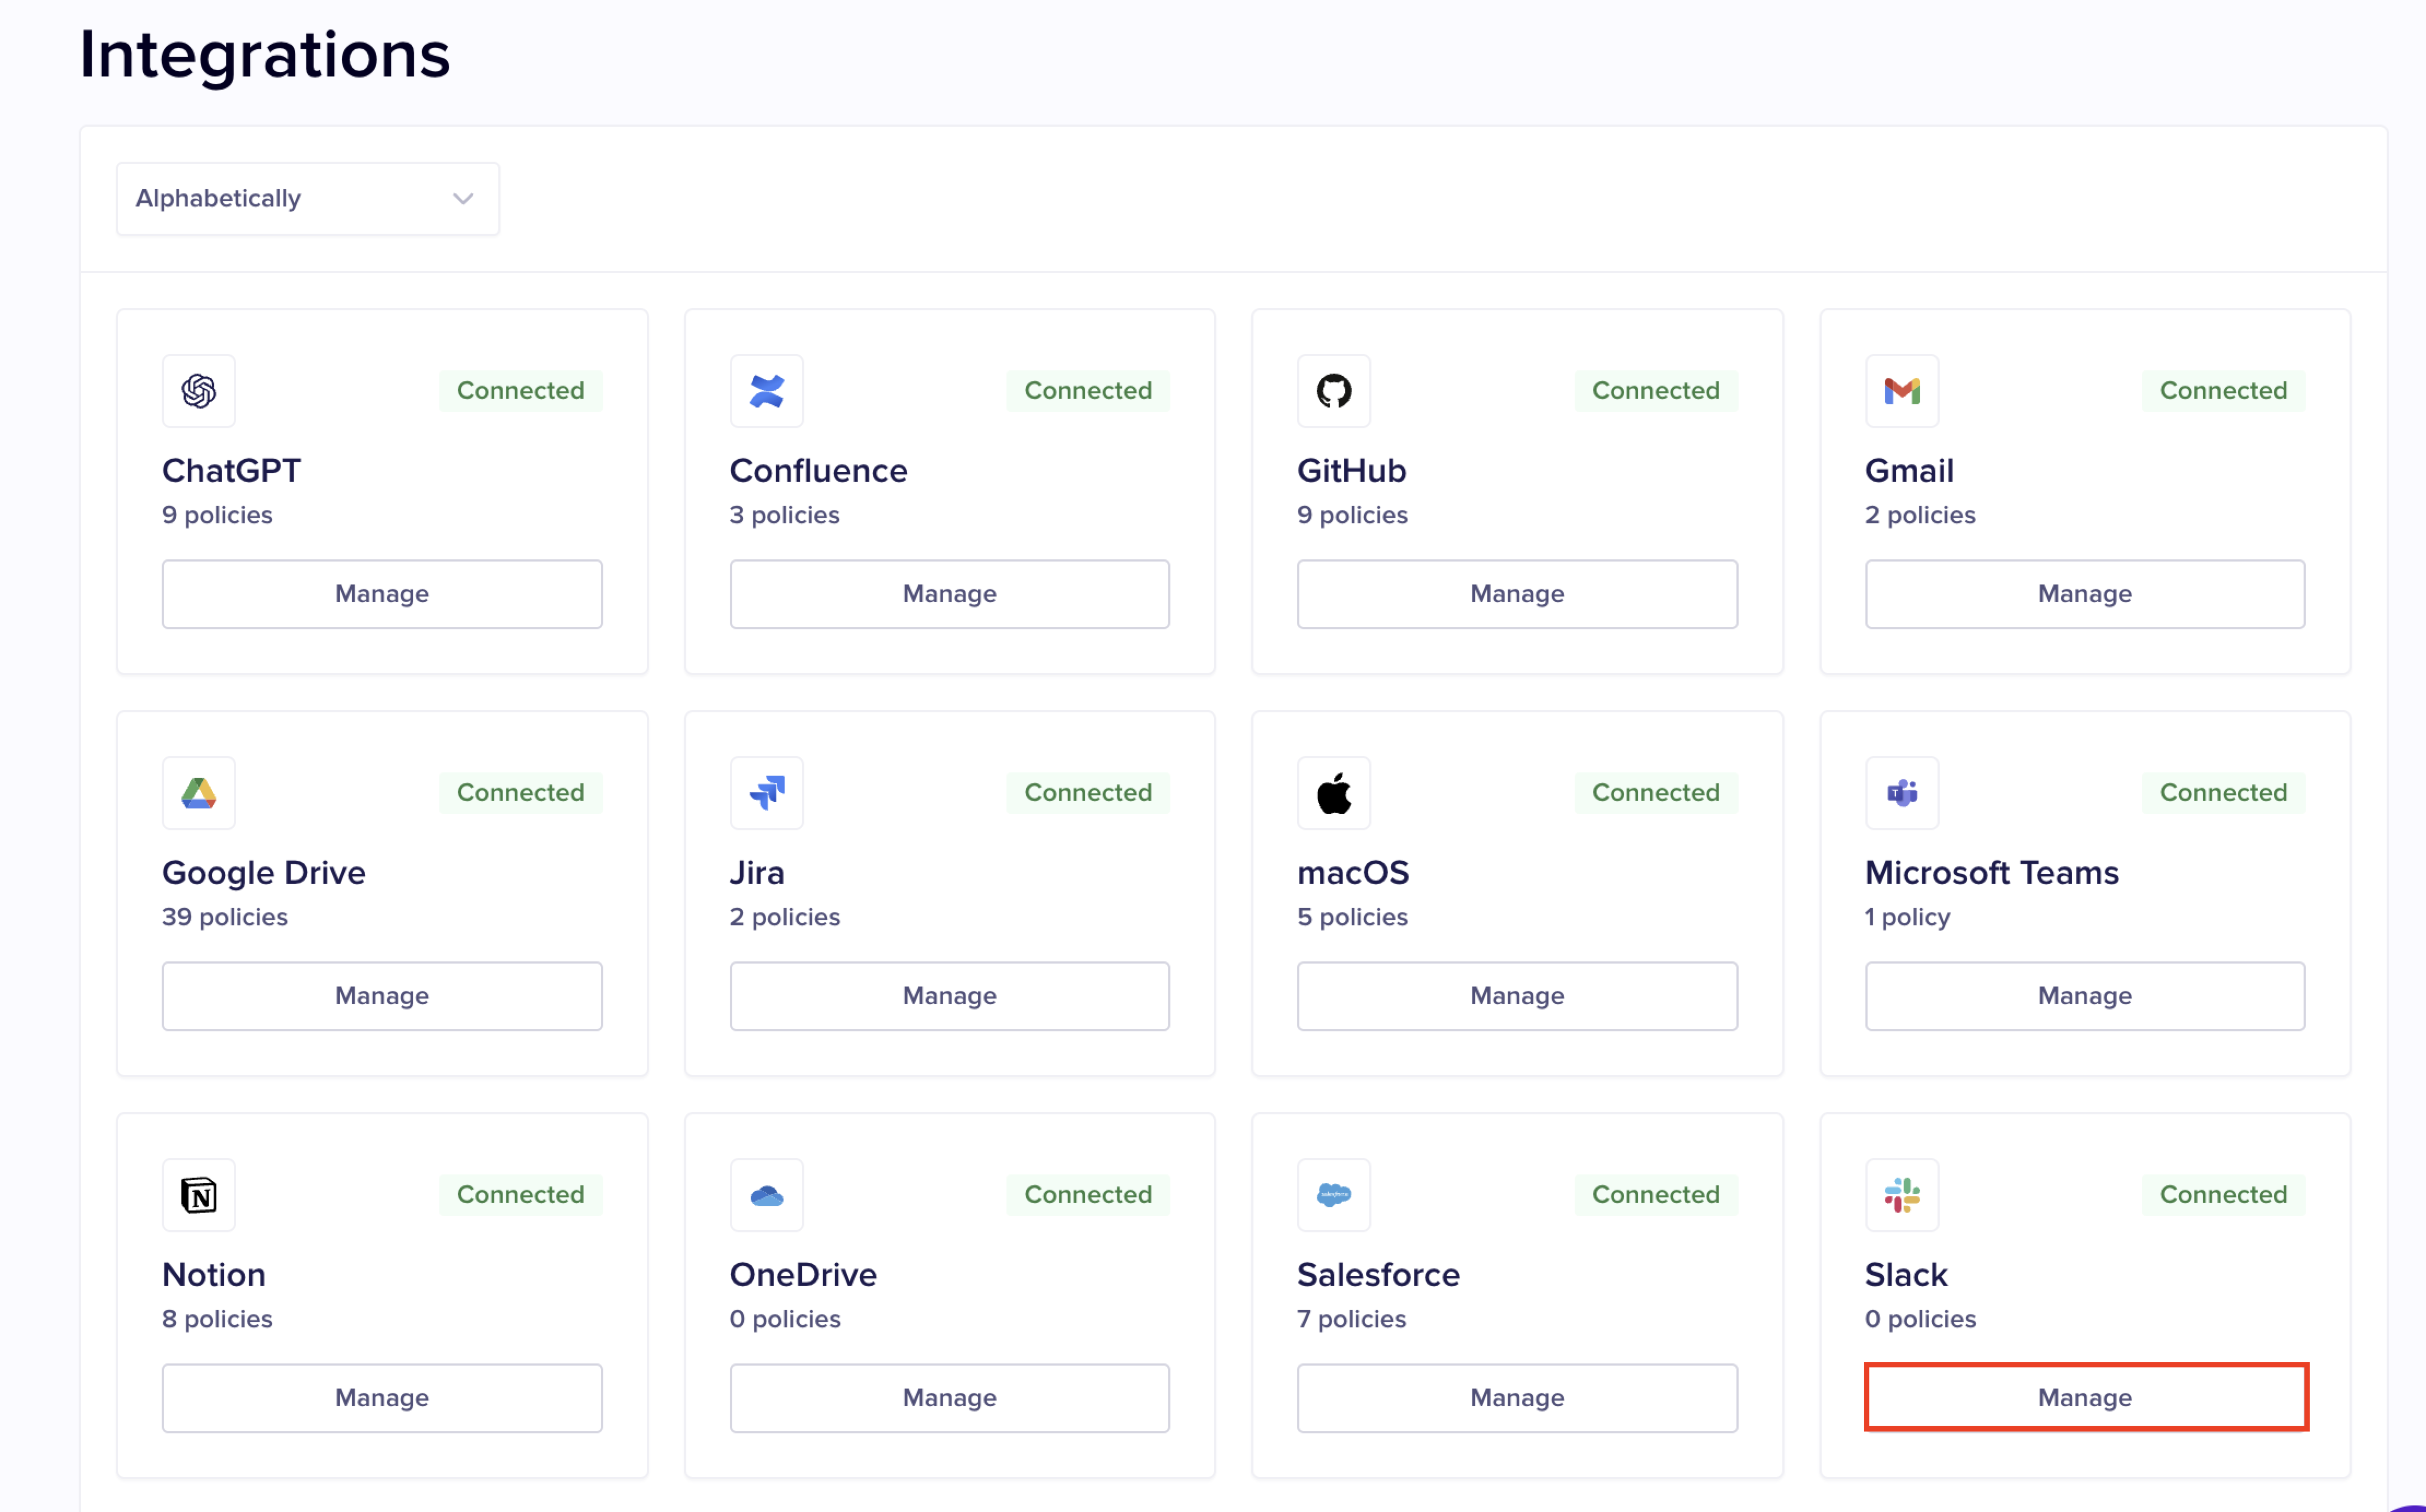 Integrations
Alphabetically
Connected
ChatGPT
9 policies
Manage
Connected
Confluence
3 policies
Manage
Connected
GitHub
9 policies
Manage
Connected
Gmail
2 policies
Manage
Connected
Google Drive
39 policies
Manage
Connected
Jira
2 policies
Manage
Connected
macOS
5 policies
Manage
T
Connected
Microsoft Teams
1 policy
Manage
N
Connected
Notion
8 policies
Manage
Connected
OneDrive
0 policies
Manage
salesforce
Connected
Salesforce
7 policies
Manage
Connected
Slack
0 policies
Manage